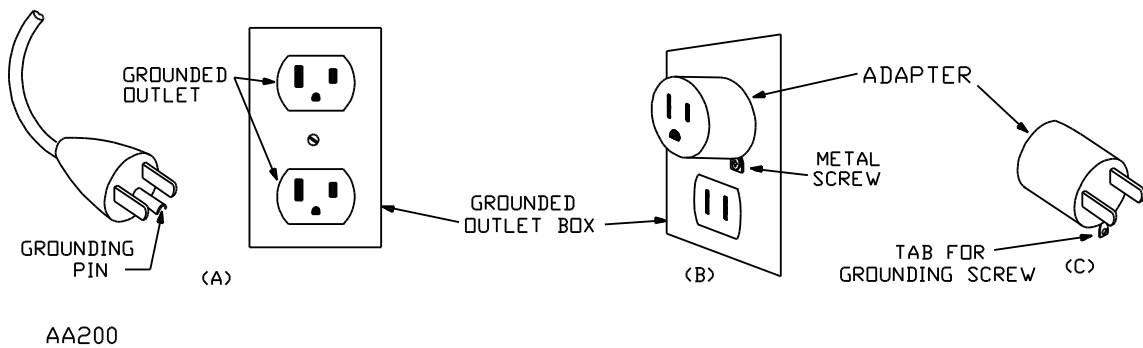 GROUNDED
OUTLET
GROUNDING
PIN
(A)
GROUNDED
OUTLET BOX
ADAPTER
METAL
SCREW
(B)
TAB FOR
GROUNDING SCREW
(C)
AA200